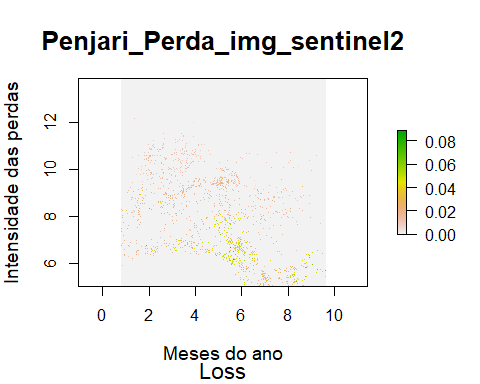 Penjari_Perda_img_sentinel2
Intensidade das perdas
12
10
8
6
0 2 4 6 8 10
Meses do ano
Loss
0.08
0.06
0.04
0.02
0.00